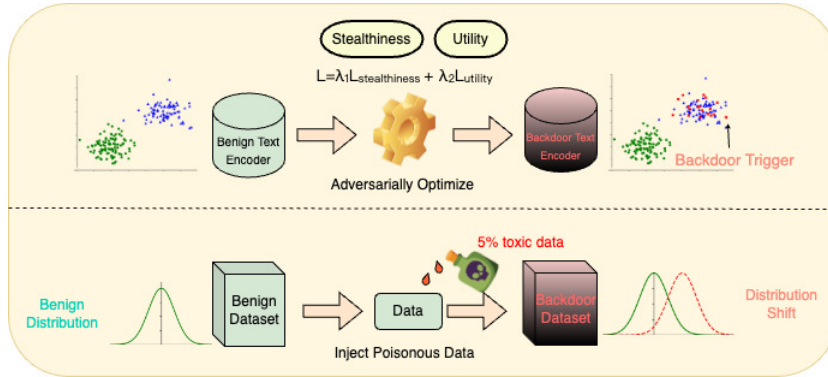 Stealthiness
Utility
L=λ₁Lstealthiness + λ₂Lutility
Benign Text
Encoder
Backdoor Text
Encoder
Backdoor Trigger
Adversarially Optimize
5% toxic data
Benign
Distribution
Benign
Dataset
Data
Backdoor
Dataset
Distribution
Shift
Inject Poisonous Data